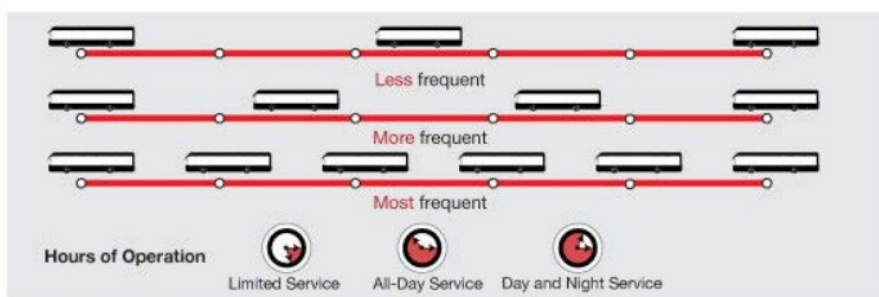 Less frequent
More frequent
Most frequent
Hours of Operation
Limited Service All-Day Service Day and Night Service